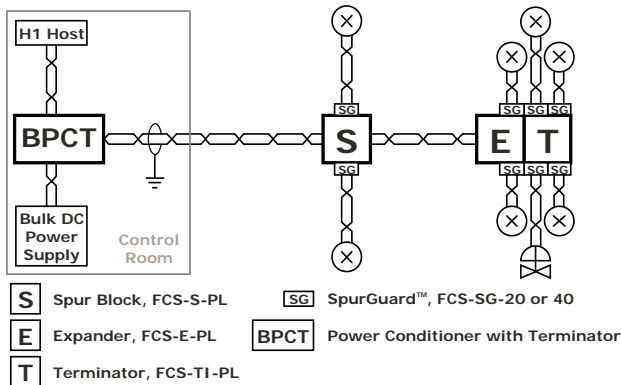 H1 Host
SG
SG SG SG
BPCT
S
E T
SG
SG SG SG
Bulk DC
Power
Supply
Control
Room
S Spur Block, FCS-S-PL
SG SpurGuard™, FCS-SG-20 or 40
E Expander, FCS-E-PL
BPCT Power Conditioner with Terminator
T Terminator, FCS-TI-PL